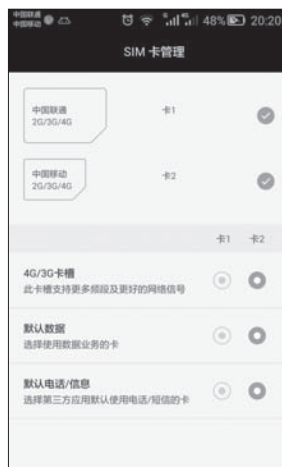 中国联通
中国移动
48% 20:20
SIM 卡管理
中国联通
2G/3G/4G
卡1
中国移动
2G/3G/4G
卡2
卡1 卡2
4G/3G卡槽
此卡槽支持更多频段及更好的网络信号
默认数据
选择使用数据业务的卡
默认电话/信息
选择第三方应用默认使用电话/短信的卡